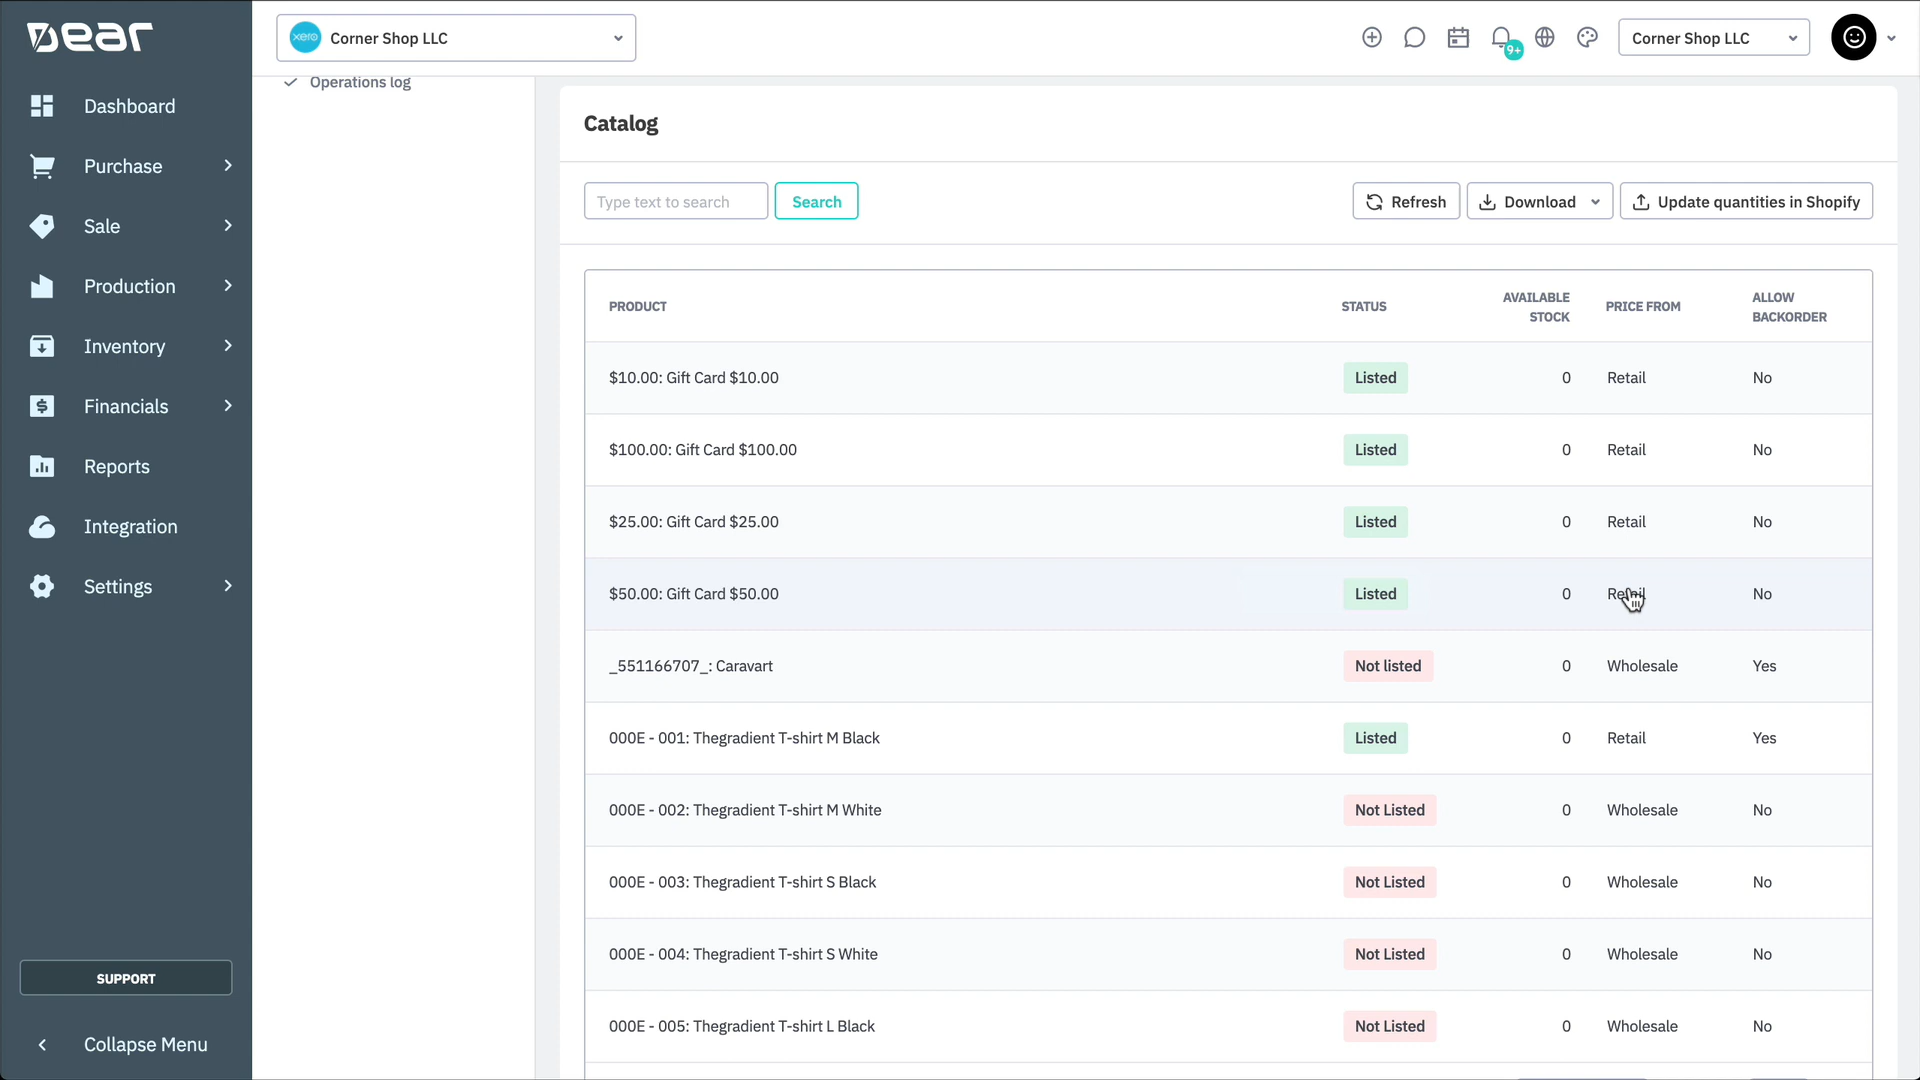 Dear
xero
Corner Shop LLC
9+
Corner Shop LLC
Dashboard
Purchase
Sale
Production
Inventory
Financials
Reports
Integration
Settings
SUPPORT
Collapse Menu
Operations log
Catalog
Type text to search
Search
Refresh
Download
Update quantities in Shopify
PRODUCT STATUS AVAILABLE STOCK PRICE FROM ALLOW BACKORDER
$10.00: Gift Card $10.00 Listed 0 Retail No
$100.00: Gift Card $100.00 Listed 0 Retail No
$25.00: Gift Card $25.00 Listed 0 Retail No
$50.00: Gift Card $50.00 Listed 0 Retail No
_551166707_: Caravart Not listed 0 Wholesale Yes
000E - 001: Thegradient T-shirt M Black Listed 0 Retail Yes
000E - 002: Thegradient T-shirt M White Not Listed 0 Wholesale No
000E - 003: Thegradient T-shirt S Black Not Listed 0 Wholesale No
000E - 004: Thegradient T-shirt S White Not Listed 0 Wholesale No
000E - 005: Thegradient T-shirt L Black Not Listed 0 Wholesale No